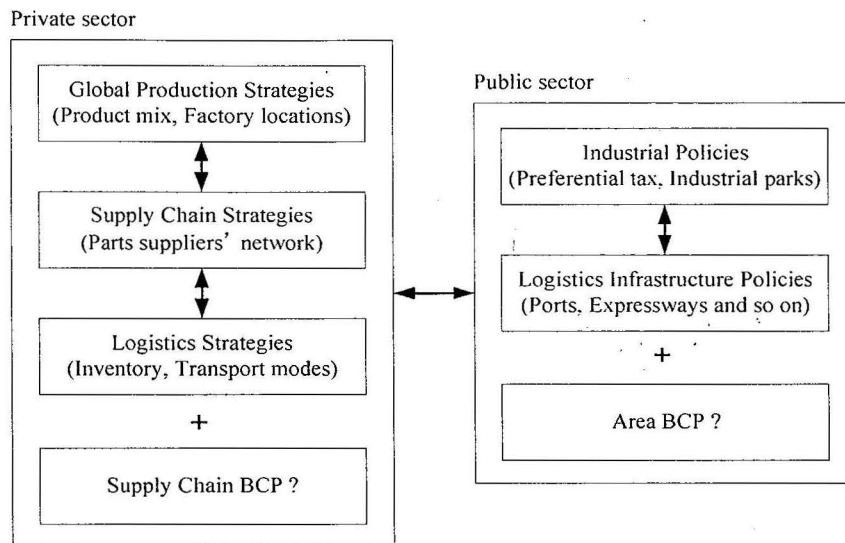 Private sector
Global Production Strategies
(Product mix, Factory locations)
Supply Chain Strategies
(Parts suppliers' network)
Logistics Strategies
(Inventory, Transport modes)
+
Supply Chain BCP ?
Public sector
Industrial Policies
(Preferential tax, Industrial parks)
Logistics Infrastructure Policies
(Ports, Expressways and so on)
+
Area BCP ?